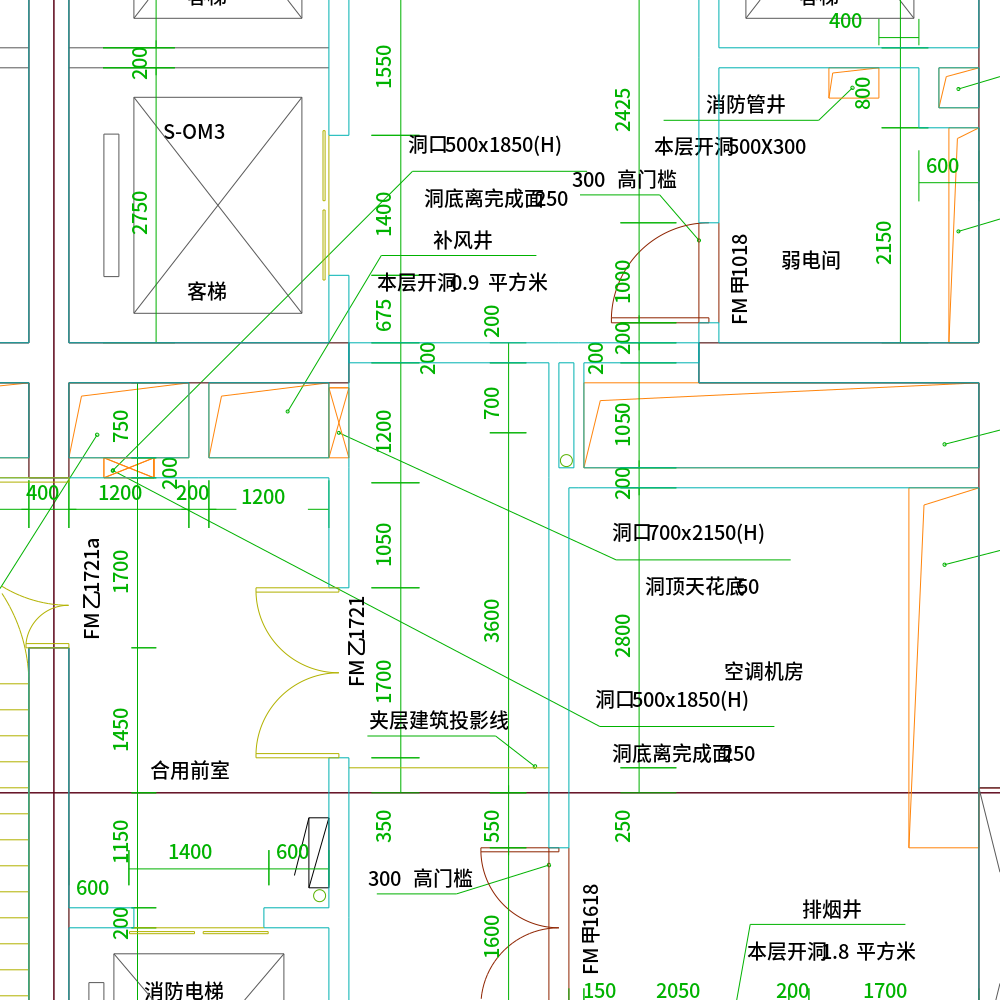 客梯
客梯
400
200
1550
2425
消防管井
800
S-OM3
洞口500x1850(H)
本层开洞500X300
600
300 高门槛
2750
1400
洞底离完成面250
2150
补风井
弱电间
FM甲1018
1000
本层开洞0.9 平方米
客梯
675
200
200
200
200
750
1200
700
1050
200
200
400
1200
200
1200
洞口700x2150(H)
1700
1050
FM乙1721a
洞顶天花底50
3600
2800
FM乙1721
空调机房
1700
洞口500x1850(H)
夹层建筑投影线
1450
洞底离完成面250
合用前室
1150
350
550
250
1400
600
600
300 高门槛
排烟井
200
1600
FM甲1618
本层开洞1.8 平方米
消防电梯
150
2050
200
1700